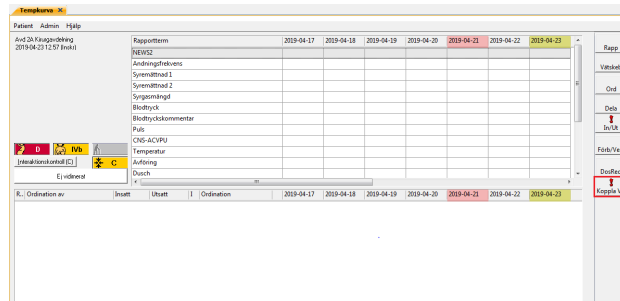 Tempkurva ×
Patient Admin Hjälp
Avd 2A Kirurgavdelning
2019-04-23 12:57 (Inskr)
Rapportterm 2019-04-17 2019-04-18 2019-04-19 2019-04-20 2019-04-21 2019-04-22 2019-04-23
NEWS2
Andningsfrekvens
Syremättnad 1
Syremättnad 2
Syrgasmängd
Blodtryck
Blodtryckskommentar
Puls
CNS-ACVPU
Temperatur
Avföring
Dusch
D IVb
Interaktionskontroll (C) C
Ej vidimerat
R.. Ordination av Insatt Utsatt I Ordination 2019-04-17 2019-04-18 2019-04-19 2019-04-20 2019-04-21 2019-04-22 2019-04-23
Rapp
Vätskeb
Ord
Dela
In/Ut
Förb/Ve
DosRec
Koppla V